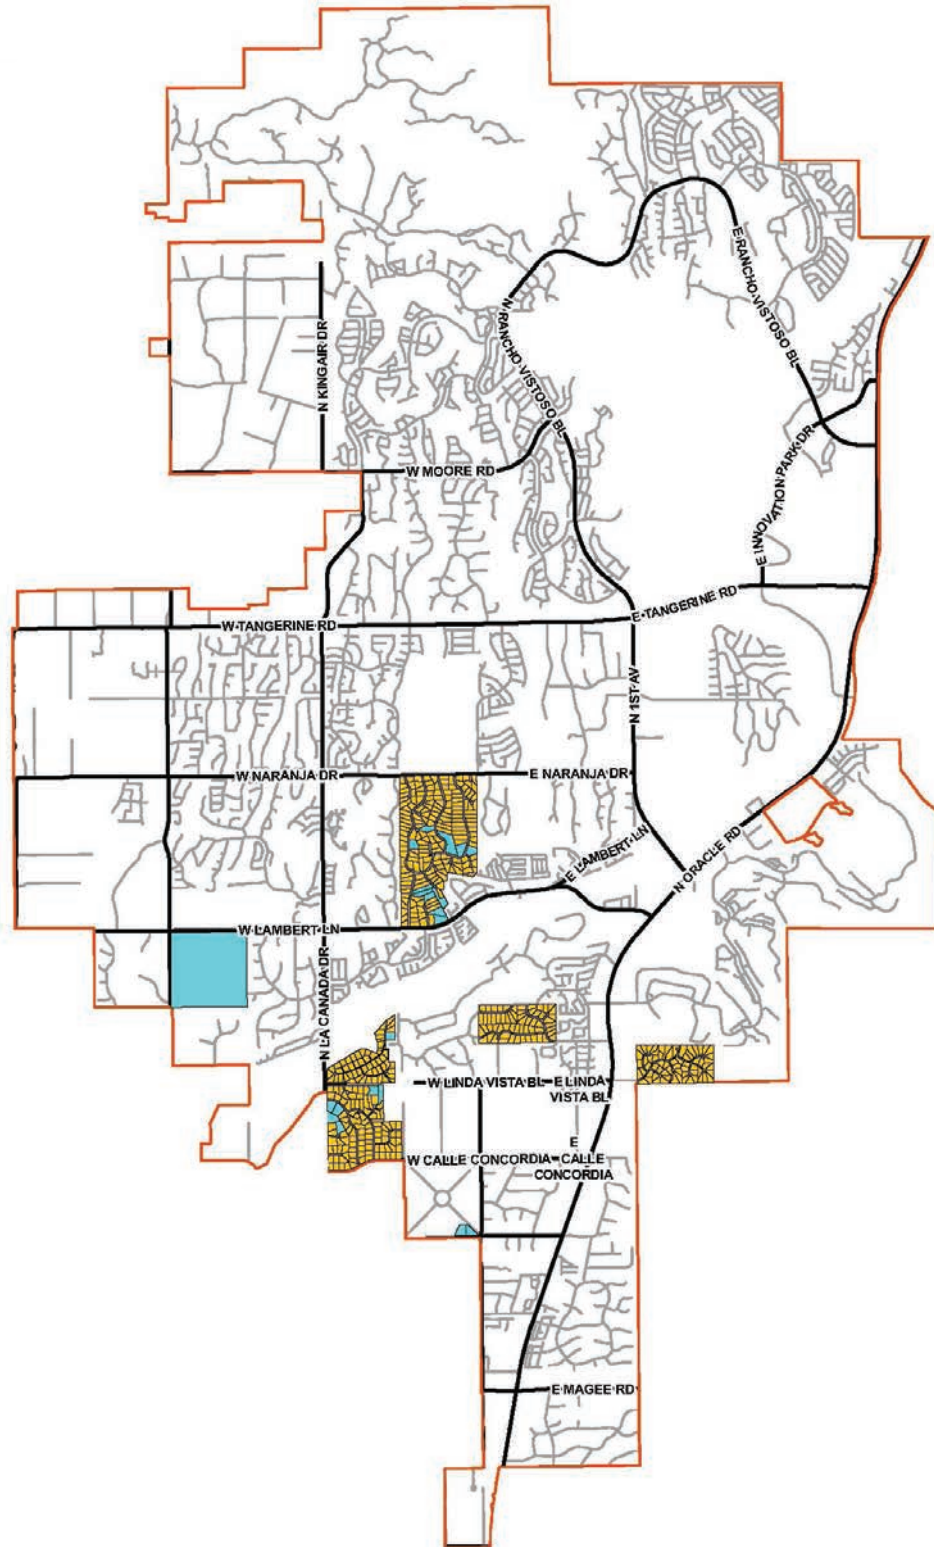 E RANCHO VISTOSO BL
N RANCHO VISTOSO BL
N KINGAIR DR
W MOORE RD
E INNOVATION PARK DR
W TANGERINE RD
E TANGERINE RD
N 1ST AV
W NARANJA DR
E NARANJA DR
E LAMBERT LN
N ORACLE RD
W LAMBERT LN
N LA CANADA DR
W LINDA VISTA BL
E LINDA
VISTA BL
W CALLE CONCORDIA
E
CALLE
CONCORDIA
E MAGEE RD